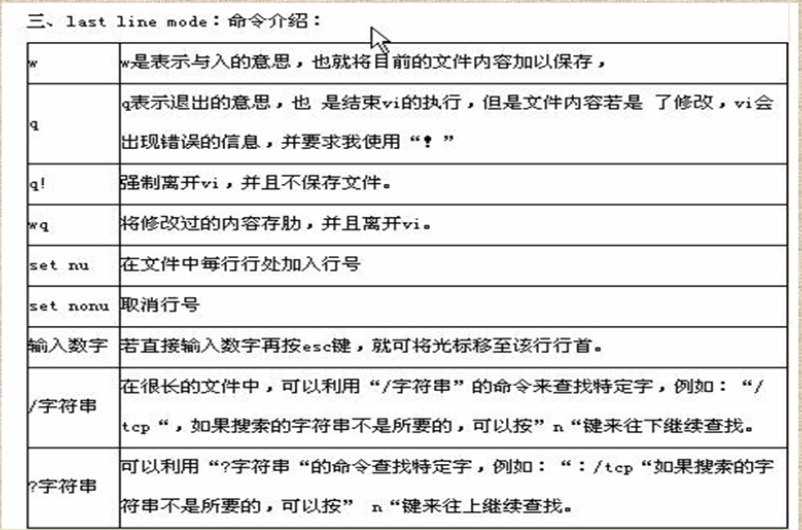 三、last line mode：命令介绍：
w
w是表示与入的意思，也就将目前的文件内容加以保存，
q
q表示退出的意思，也 是结束vi的执行，但是文件内容若是 了修改，vi会
出现错误的信息，并要求我使用“！”
q!
强制离开vi，并且不保存文件。
wq
将修改过的内容存肋，并且离开vi。
set nu
在文件中每行行处加入行号
set nonu
取消行号
输入数字
若直接输入数字再按esc键，就可将光标移至该行行首。
/字符串
在很长的文件中，可以利用“/字符串”的命令来查找特定字，例如：“/
tcp“，如果搜索的字符串不是所要的，可以按”n“键来往下继续查找。
?字符串
可以利用“?字符串“的命令查找特定字，例如：“：/tcp“如果搜索的字
符串不是所要的，可以按” n“键来往上继续查找。